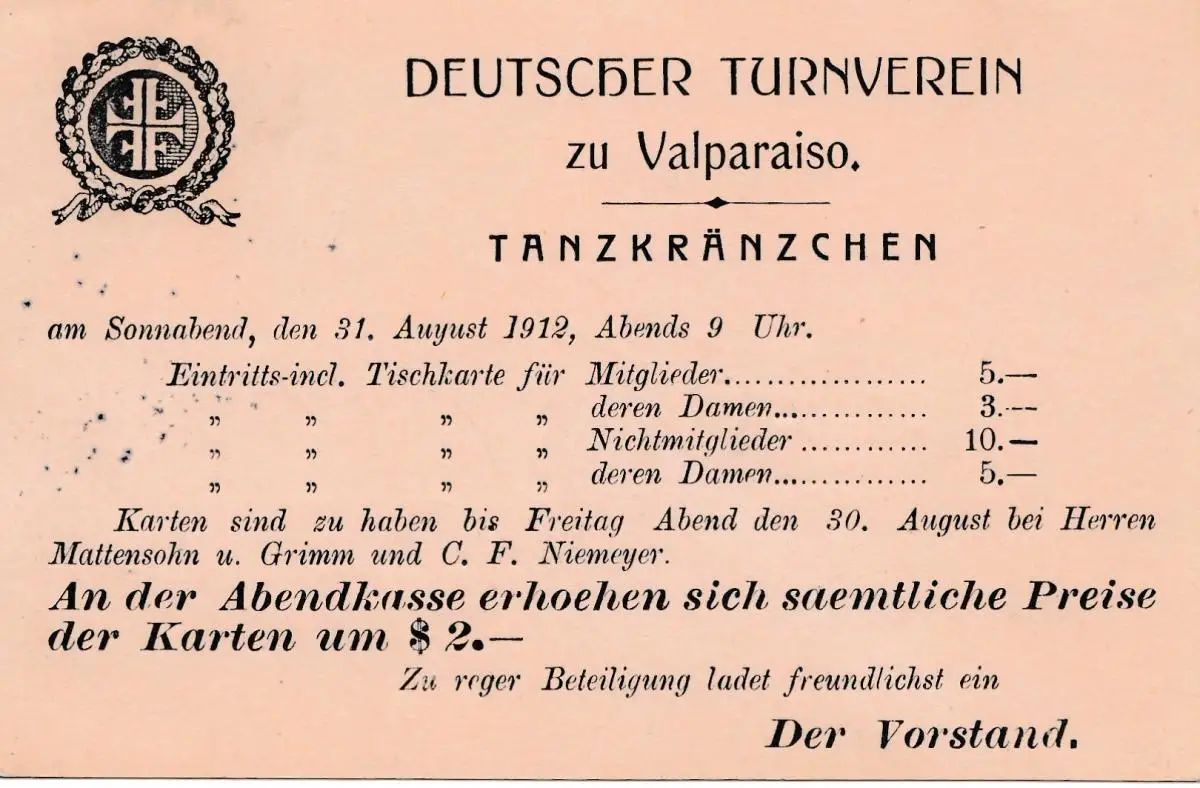 DEUTSCHER TURNVEREIN
zu Valparaiso.
TANZKRÄNZCHEN
am Sonnabend, den 31. August 1912, Abends 9 Uhr.
Eintritts-incl. Tischkarte für Mitglieder................... 5.—
„ „ „ „ deren Damen............... 3.—
„ „ „ „ Nichtmitglieder ............ 10.—
„ „ „ „ deren Damen............... 5.—
Karten sind zu haben bis Freitag Abend den 30. August bei Herren
Mattensohn u. Grimm und C. F. Niemeyer.
An der Abendkasse erhoehen sich saemtliche Preise
der Karten um $ 2.—
Zu reger Beteiligung ladet freundlichst ein
Der Vorstand.